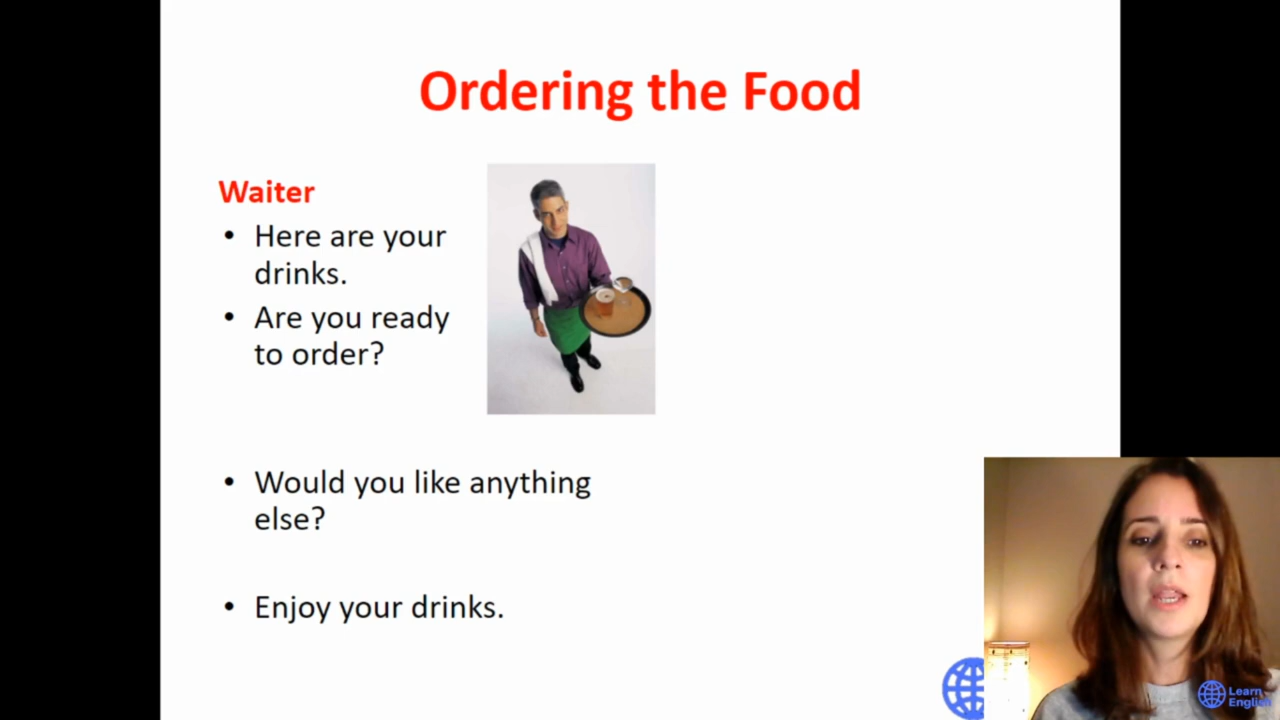 Ordering the Food
Waiter
• Here are your
drinks.
• Are you ready
to order?
• Would you like anything
else?
• Enjoy your drinks.
Learn
English